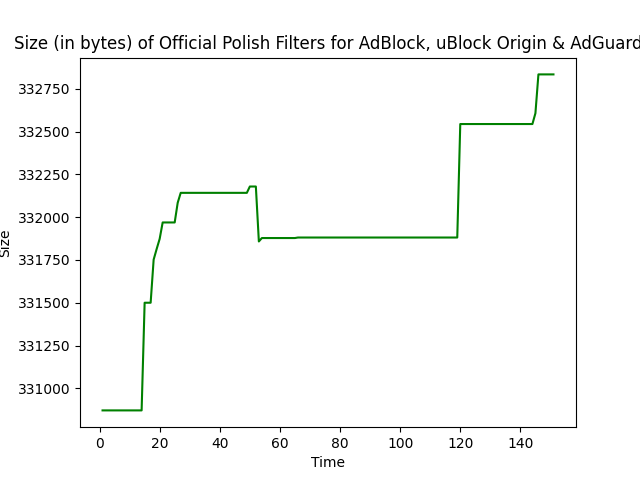 Size (in bytes) of Official Polish Filters for AdBlock, uBlock Origin & AdGuard
332750
332500
332250
332000
331750
331500
331250
331000
Size
0 20 40 60 80 100 120 140
Time